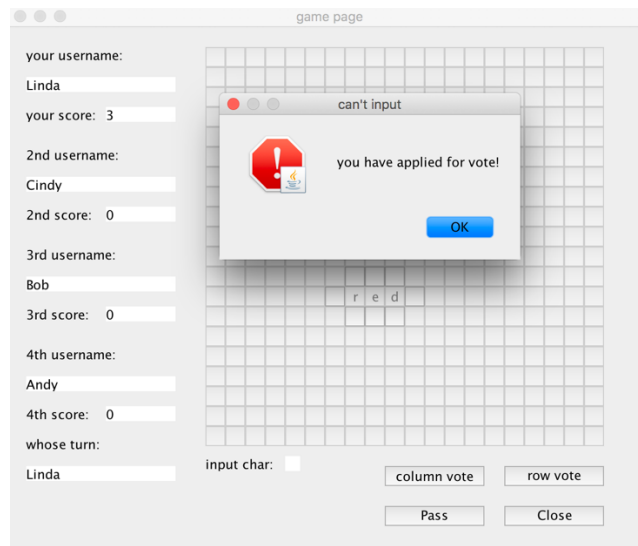 game page
your username:
Linda
your score: 3
2nd username:
Cindy
2nd score: 0
3rd username:
Bob
3rd score: 0
4th username:
Andy
4th score: 0
whose turn:
Linda
can't input
you have applied for vote!
OK
r e d
input char:
column vote
row vote
Pass
Close